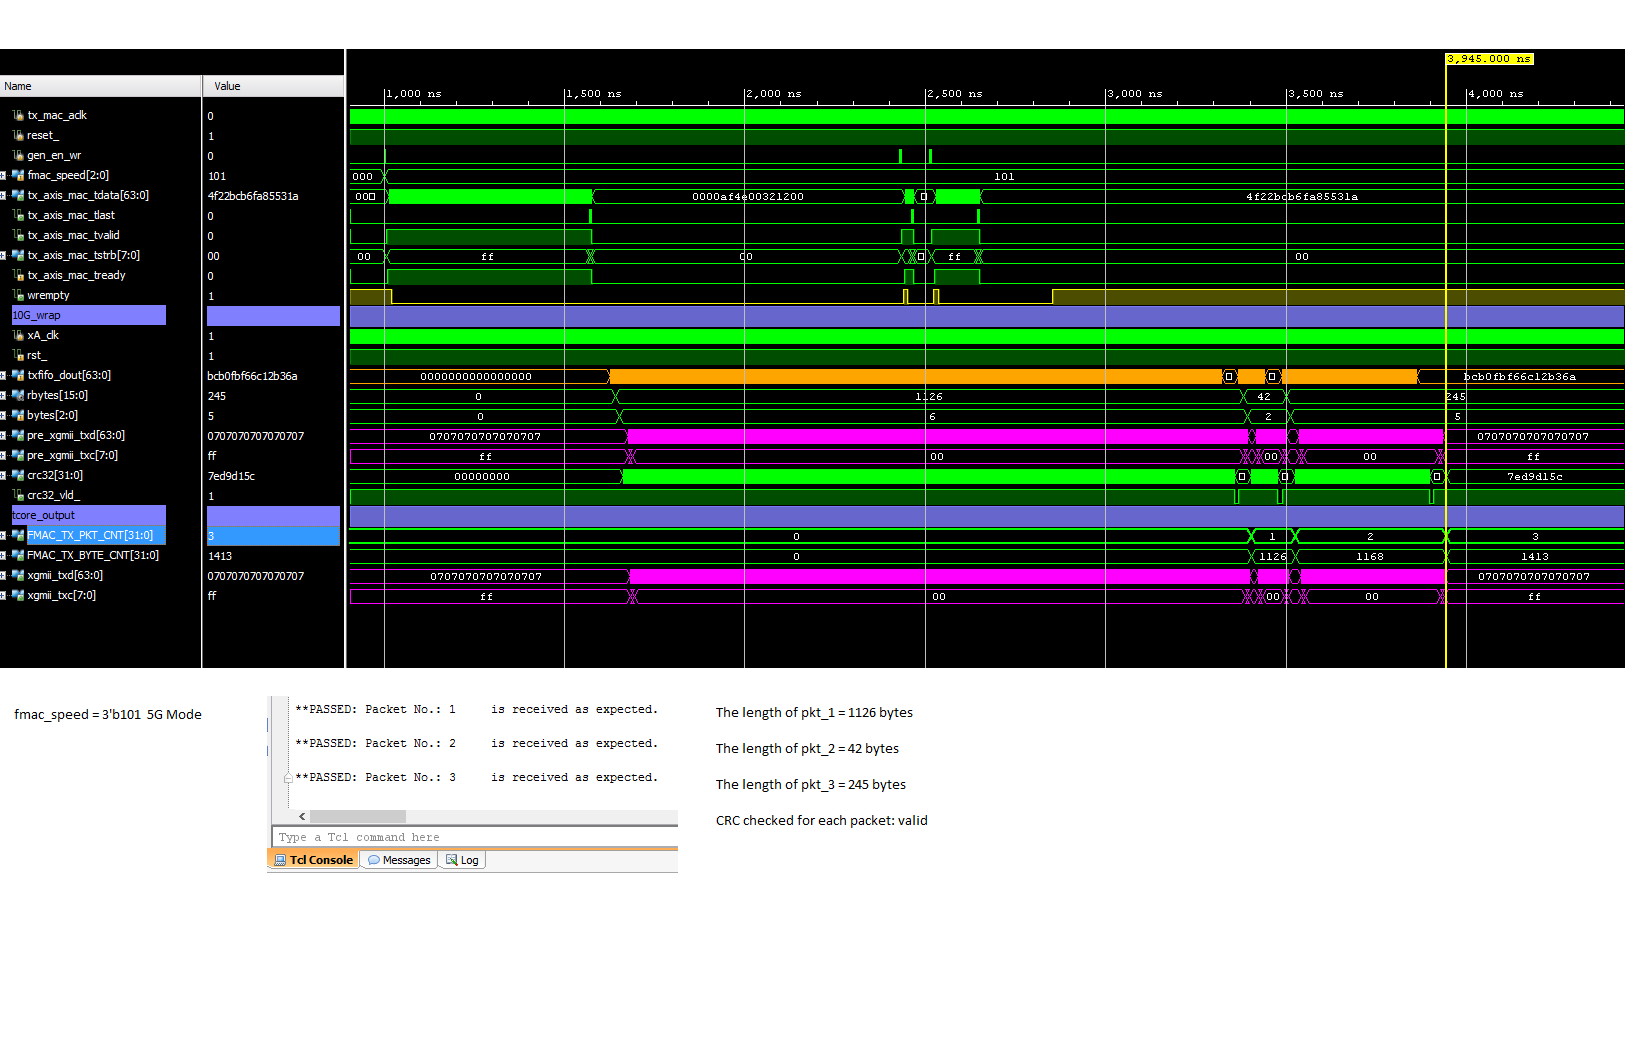 3,945.000 ns
Name Value
1,000 ns 1,500 ns 2,000 ns 2,500 ns 3,000 ns 3,500 ns 4,000 ns
tx_mac_aclk 0
reset_ 1
gen_en_wr 0
fmac_speed[2:0] 101 000 101
tx_axis_mac_tdata[63:0] 4f22bcb6fa85531a 00 0000af4e00321200 4f22bcb6fa85531a
tx_axis_mac_tlast 0
tx_axis_mac_tvalid 0
tx_axis_mac_tstrb[7:0] 00 00 ff 00 ff 00
tx_axis_mac_tready 0
wrempty 1
10G_wrap
xA_clk 1
rst_ 1
txfifo_dout[63:0] bcb0fbf66c12b36a 0000000000000000 bcb0fbf66c12b36a
rbytes[15:0] 245 0 1126 42 245
bytes[2:0] 5 0 6 2 5
pre_xgmii_txd[63:0] 0707070707070707 0707070707070707 0707070707070707
pre_xgmii_txc[7:0] ff ff 00 00 00 ff
crc32[31:0] 7ed9d15c 00000000 7ed9d15c
crc32_vld_ 1
tcore_output
FMAC_TX_PKT_CNT[31:0] 3 0 1 2 3
FMAC_TX_BYTE_CNT[31:0] 1413 0 1126 1168 1413
xgmii_txd[63:0] 0707070707070707 0707070707070707 0707070707070707
xgmii_txc[7:0] ff ff 00 00 00 ff
fmac_speed = 3'b101 5G Mode
**PASSED: Packet No.: 1 is received as expected.
**PASSED: Packet No.: 2 is received as expected.
**PASSED: Packet No.: 3 is received as expected.
Type a Tcl command here
Tcl Console Messages Log
The length of pkt_1 = 1126 bytes
The length of pkt_2 = 42 bytes
The length of pkt_3 = 245 bytes
CRC checked for each packet: valid